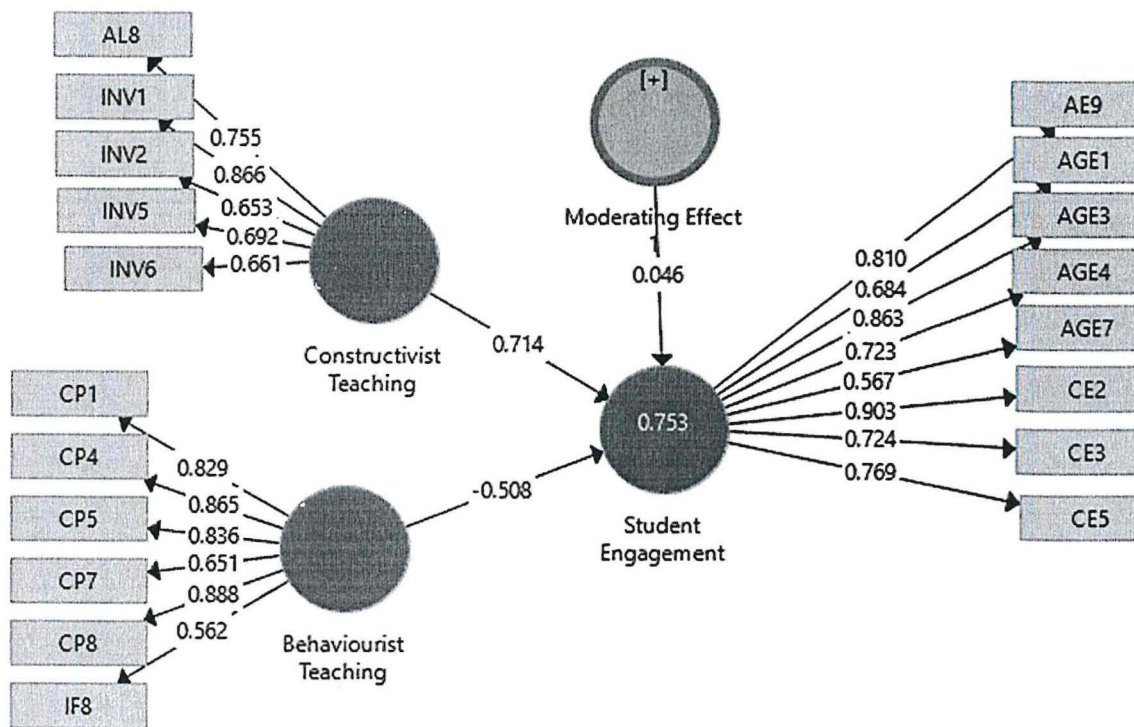 AL8
INV1
INV2
INV5
INV6
0.755
0.866
0.653
0.692
0.661
Constructivist
Teaching
0.714
[+]
Moderating Effect
1
0.046
CP1
CP4
CP5
CP7
CP8
IF8
0.829
0.865
0.836
0.651
0.888
0.562
Behaviourist
Teaching
-0.508
0.753
Student
Engagement
0.810
0.684
0.863
0.723
0.567
0.903
0.724
0.769
AE9
AGE1
AGE3
AGE4
AGE7
CE2
CE3
CE5